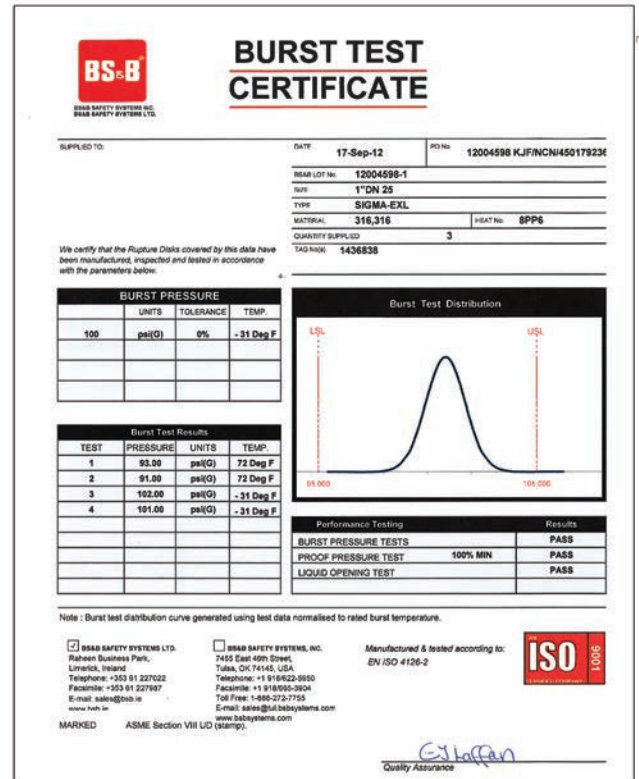 BS&B
BS&B SAFETY SYSTEMS INC.
BS&B SAFETY SYSTEMS LTD.
BURST TEST
CERTIFICATE
SUPPLIED TO:
DATE 17-Sep-12 PO No 12004598 KJF/NCN/450179236
BS&B LOT No. 12004598-1
SIZE 1"DN 25
TYPE SIGMA-EXL
MATERIAL 316,316 HEAT No. 8PP6
QUANTITY SUPPLIED 3
TAG No(s). 1436838
We certify that the Rupture Disks covered by this data have
been manufactured, inspected and tested in accordance
with the parameters below.
BURST PRESSURE
UNITS TOLERANCE TEMP.
100 psi(G) 0% - 31 Deg F
Burst Test Results
TEST PRESSURE UNITS TEMP.
1 93.00 psi(G) 72 Deg F
2 91.00 psi(G) 72 Deg F
3 102.00 psi(G) - 31 Deg F
4 101.00 psi(G) - 31 Deg F
Burst Test Distribution
LSL USL
95.000 105.000
Performance Testing Results
BURST PRESSURE TESTS PASS
PROOF PRESSURE TEST 100% MIN PASS
LIQUID OPENING TEST PASS
Note : Burst test distribution curve generated using test data normalised to rated burst temperature.
BS&B SAFETY SYSTEMS LTD.
Raheen Business Park,
Limerick, Ireland
Telephone: +353 61 227022
Facsimile: +353 61 227987
E-mail: sales@bsb.ie
www.bsb.ie
BS&B SAFETY SYSTEMS, INC.
7455 East 46th Street,
Tulsa, OK 74145, USA
Telephone: +1 918/622-5950
Facsimile: +1 918/665-3904
Toll Free: 1-866-272-7755
E-mail: sales@tul.bsbsystems.com
www.bsbsystems.com
Manufactured & tested according to:
EN ISO 4126-2
ISO 9001
MARKED ASME Section VIII UD (stamp).
Quality Assurance